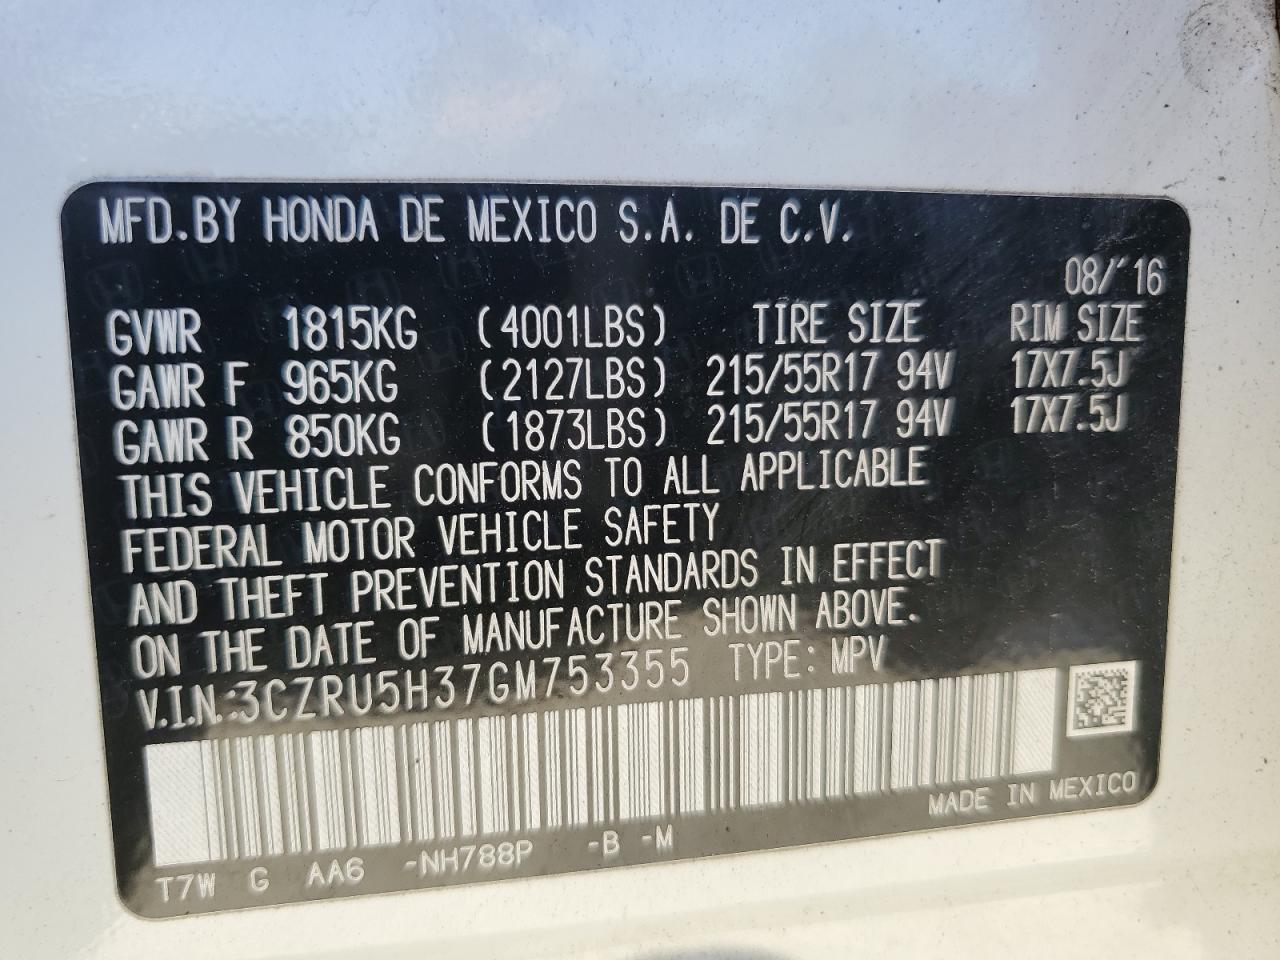 MFD.BY HONDA DE MEXICO S.A. DE C.V.
08/'16
GVWR 1815KG (4001LBS) TIRE SIZE RIM SIZE
GAWR F 965KG (2127LBS) 215/55R17 94V 17X7.5J
GAWR R 850KG (1873LBS) 215/55R17 94V 17X7.5J
THIS VEHICLE CONFORMS TO ALL APPLICABLE
FEDERAL MOTOR VEHICLE SAFETY
AND THEFT PREVENTION STANDARDS IN EFFECT
ON THE DATE OF MANUFACTURE SHOWN ABOVE.
V.I.N.:3CZRU5H37GM753355 TYPE: MPV
MADE IN MEXICO
T7W G AA6 -NH788P -B -M